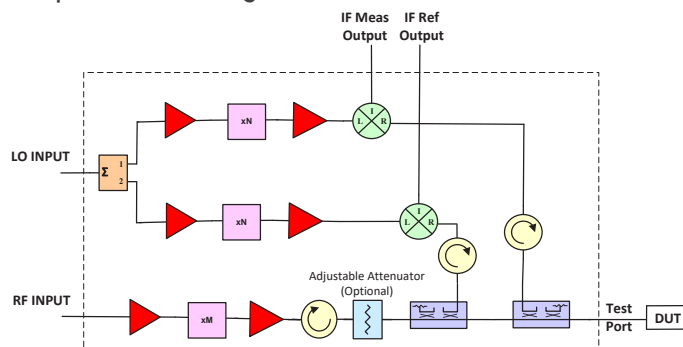 IF Meas Output
IF Ref Output
LO INPUT
Σ
1
2
xN
I
L
R
xN
I
L
R
Adjustable Attenuator
(Optional)
RF INPUT
xM
Test
Port
DUT